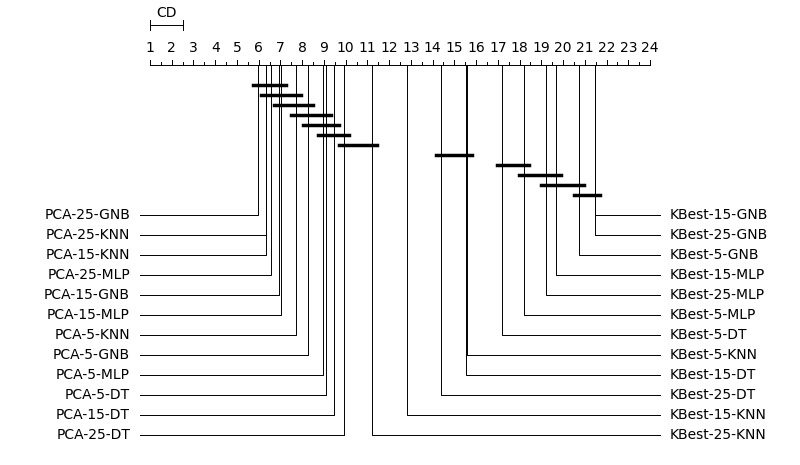 CD
1 2 3 4 5 6 7 8 9 10 11 12 13 14 15 16 17 18 19 20 21 22 23 24
PCA-25-GNB KBest-15-GNB
PCA-25-KNN KBest-25-GNB
PCA-15-KNN KBest-5-GNB
PCA-25-MLP KBest-15-MLP
PCA-15-GNB KBest-25-MLP
PCA-15-MLP KBest-5-MLP
PCA-5-KNN KBest-5-DT
PCA-5-GNB KBest-5-KNN
PCA-5-MLP KBest-15-DT
PCA-5-DT KBest-25-DT
PCA-15-DT KBest-15-KNN
PCA-25-DT KBest-25-KNN